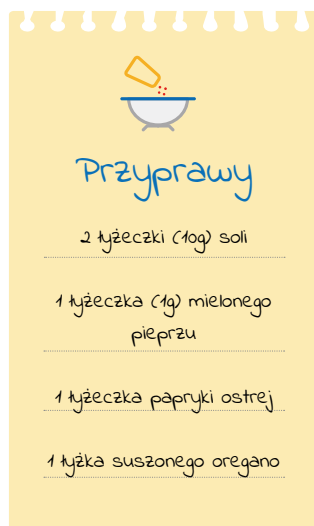 Przyprawy
2 łyżeczki (10g) soli
1 łyżeczka (1g) mielonego
pieprzu
1 łyżeczka papryki ostrej
1 łyżka suszonego oregano